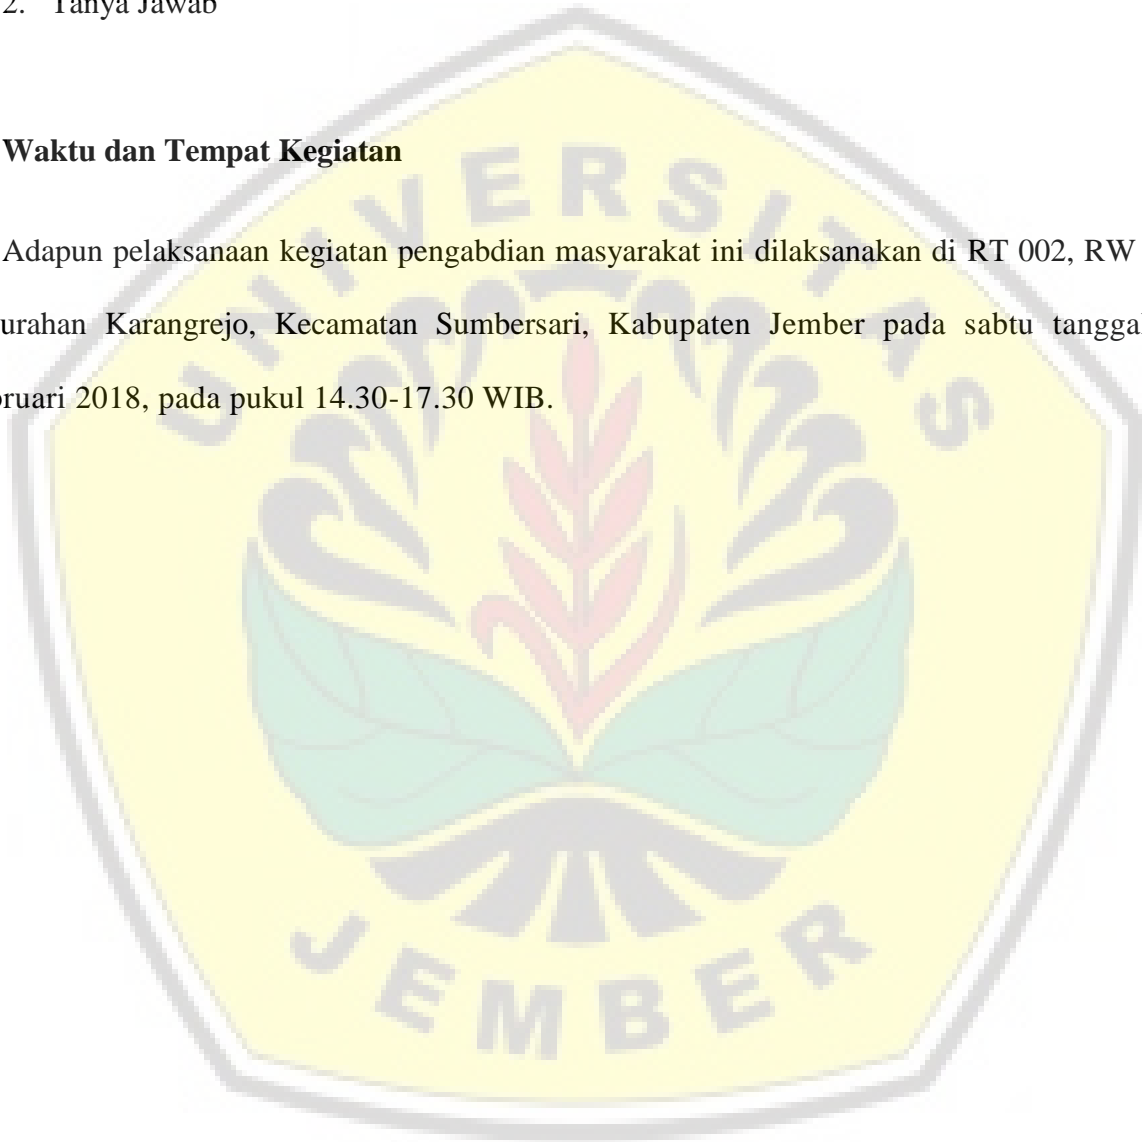 2. Tanya Jawab
Waktu dan Tempat Kegiatan
Adapun pelaksanaan kegiatan pengabdian masyarakat ini dilaksanakan di RT 002, RW
urahan Karangrejo, Kecamatan Sumbersari, Kabupaten Jember pada sabtu tanggal
ruari 2018, pada pukul 14.30-17.30 WIB.
UNIVERSITAS
JEMBER